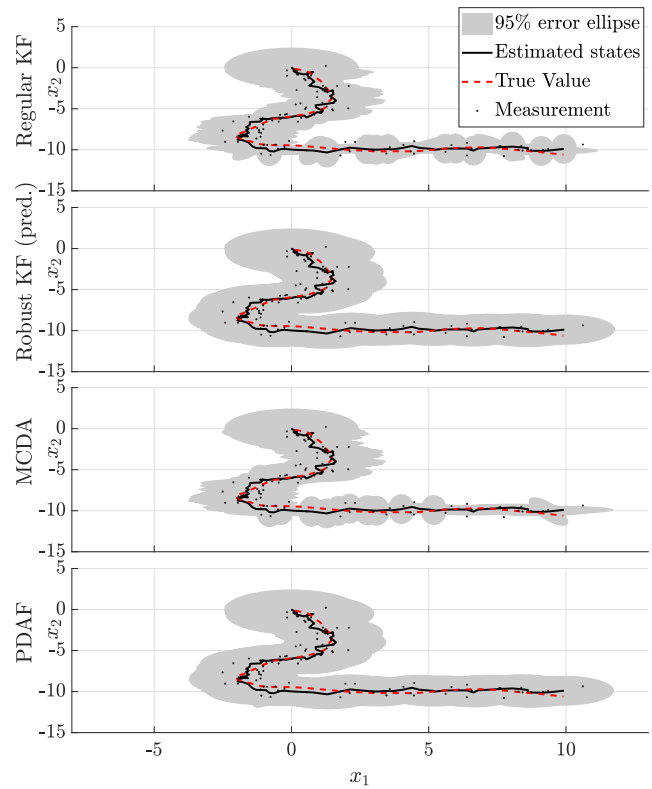 95% error ellipse
Estimated states
True Value
Measurement
Regular KF
x₂
5
0
-5
-10
-15
Robust KF (pred.)
x₂
5
0
-5
-10
-15
MCDA
x₂
5
0
-5
-10
-15
PDAF
x₂
5
0
-5
-10
-15
-5 0 5 10
x₁